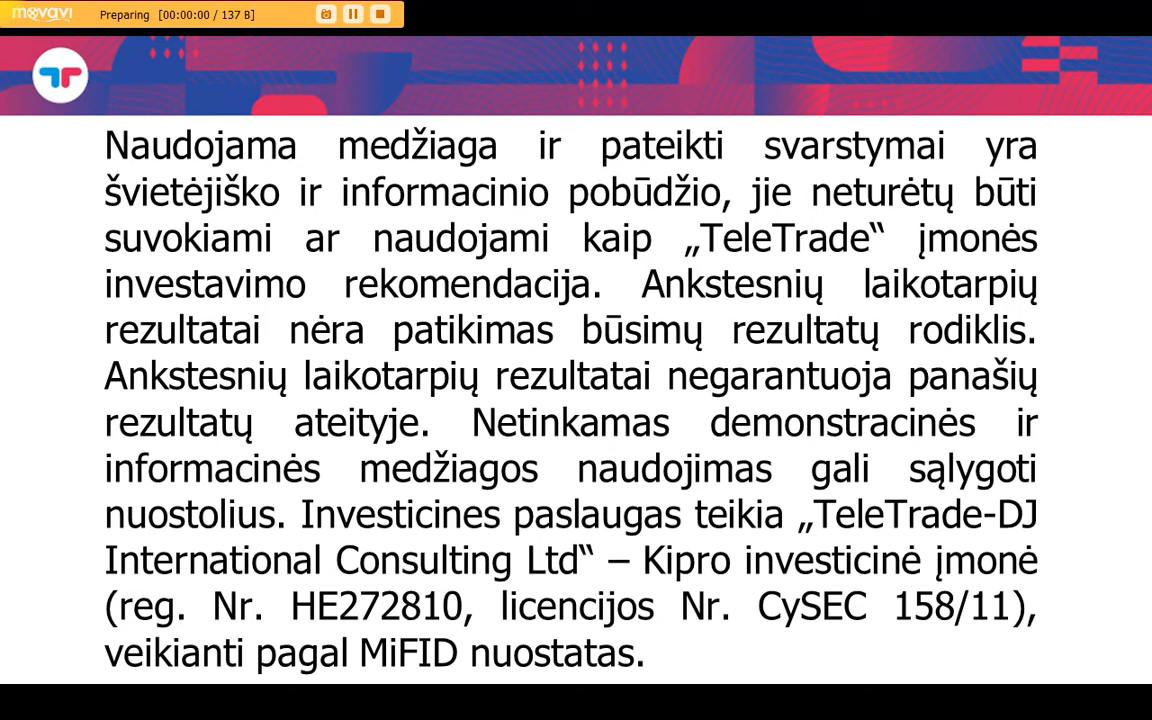 movavi Preparing [00:00:00 / 137 B]
Naudojama medžiaga ir pateikti svarstymai yra
švietėjiško ir informacinio pobūdžio, jie neturėtų būti
suvokiami ar naudojami kaip „TeleTrade“ įmonės
investavimo rekomendacija. Ankstesnių laikotarpių
rezultatai nėra patikimas būsimų rezultatų rodiklis.
Ankstesnių laikotarpių rezultatai negarantuoja panašių
rezultatų ateityje. Netinkamas demonstracinės ir
informacinės medžiagos naudojimas gali sąlygoti
nuostolius. Investicines paslaugas teikia „TeleTrade-DJ
International Consulting Ltd“ – Kipro investicinė įmonė
(reg. Nr. HE272810, licencijos Nr. CySEC 158/11),
veikianti pagal MiFID nuostatas.